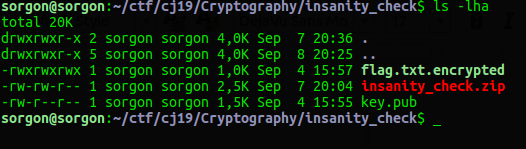 sorgon@sorgon:~/ctf/cj19/Cryptography/insanity_check$ ls -lha
total 20K
drwxrwxr-x 2 sorgon sorgon 4,0K Sep  7 20:36 .
drwxrwxr-x 5 sorgon sorgon 4,0K Sep  8 20:25 ..
-rwxrwxrwx 1 sorgon sorgon 1,0K Sep  4 15:57 flag.txt.encrypted
-rw-rw-r-- 1 sorgon sorgon 2,5K Sep  7 20:04 insanity_check.zip
-rw-r--r-- 1 sorgon sorgon 1,5K Sep  4 15:55 key.pub
sorgon@sorgon:~/ctf/cj19/Cryptography/insanity_check$ _